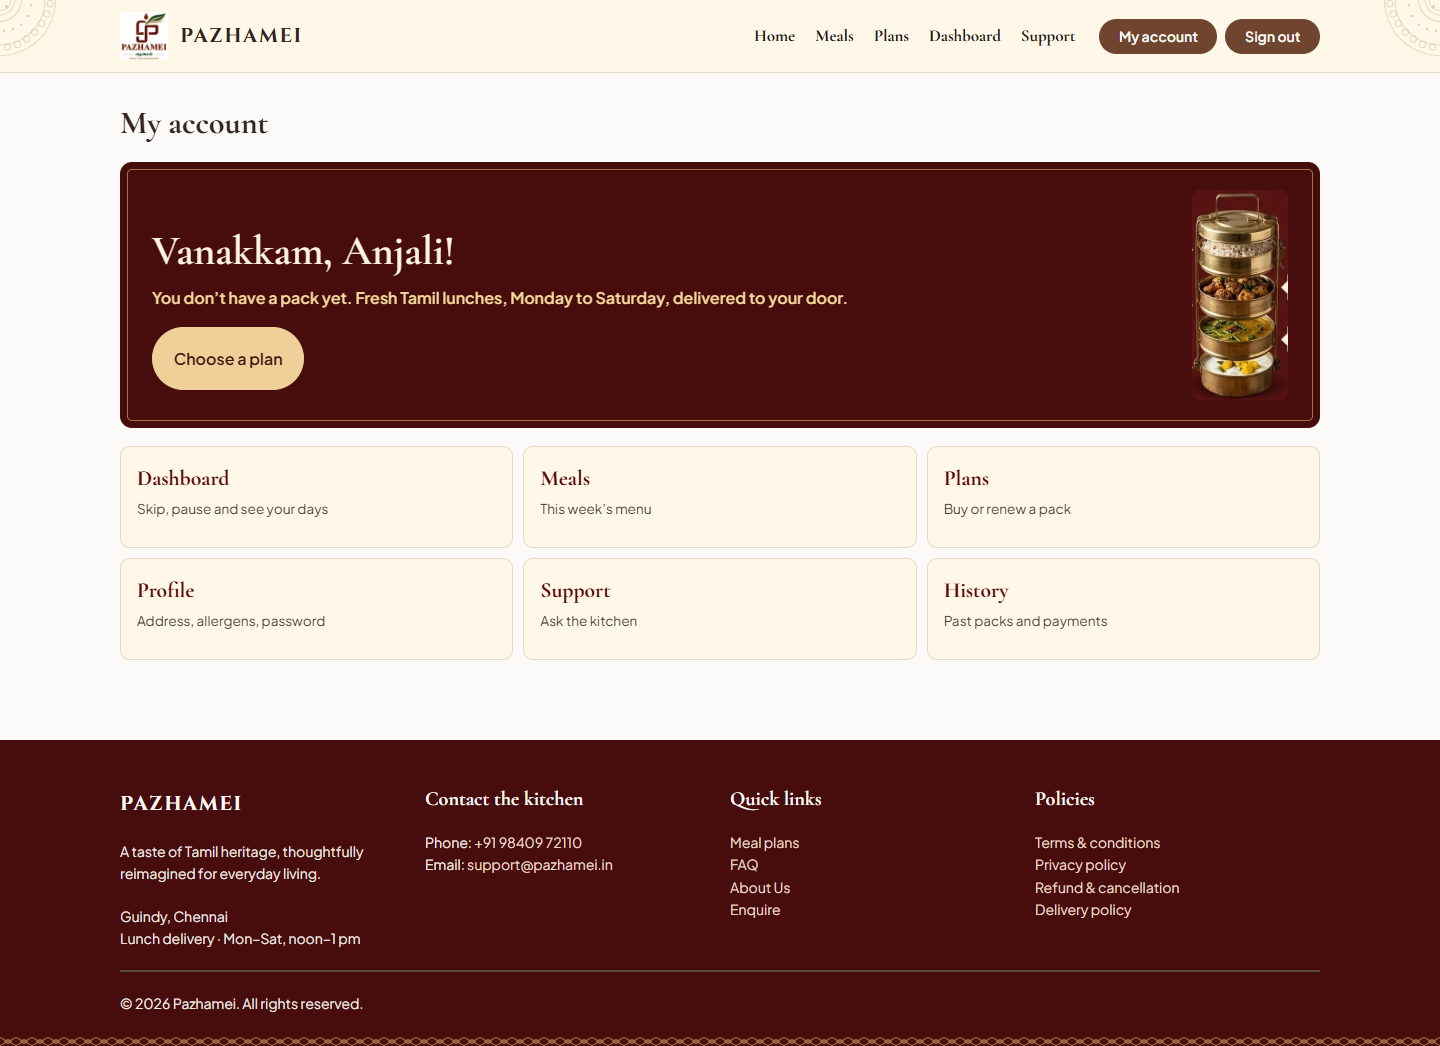 PAZHAMEI
PAZHAMEI
Home
Meals
Plans
Dashboard
Support
My account
Sign out
My account
Vanakkam, Anjali!
You don’t have a pack yet. Fresh Tamil lunches, Monday to Saturday, delivered to your door.
Choose a plan
Dashboard
Skip, pause and see your days
Meals
This week’s menu
Plans
Buy or renew a pack
Profile
Address, allergens, password
Support
Ask the kitchen
History
Past packs and payments
PAZHAMEI
A taste of Tamil heritage, thoughtfully
reimagined for everyday living.
Guindy, Chennai
Lunch delivery · Mon–Sat, noon–1 pm
Contact the kitchen
Phone: +91 98409 72110
Email: support@pazhamei.in
Quick links
Meal plans
FAQ
About Us
Enquire
Policies
Terms & conditions
Privacy policy
Refund & cancellation
Delivery policy
© 2026 Pazhamei. All rights reserved.